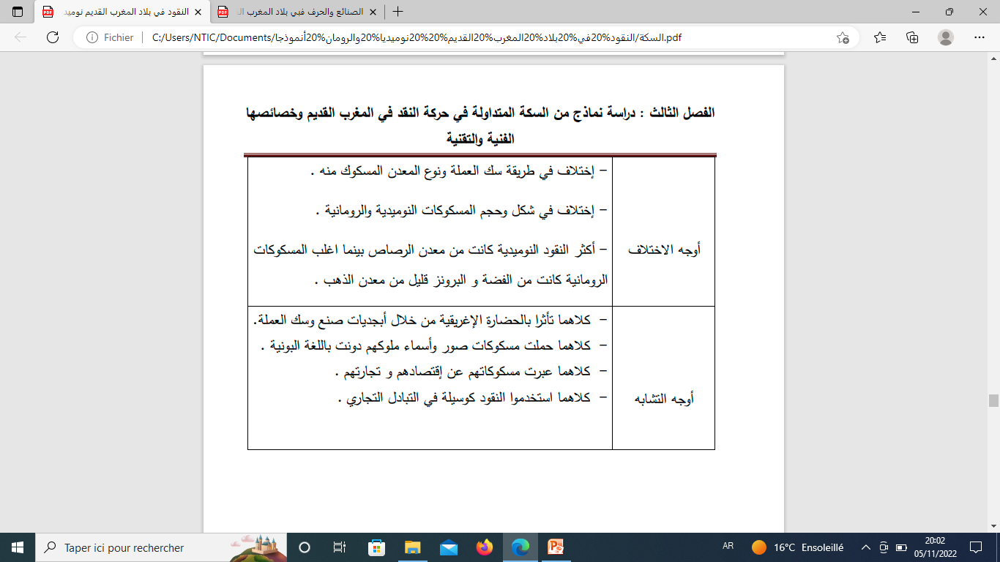 النقود في بلاد المغرب القديم نوميد
الصنائع والحرف فبي بلاد المغرب ال
Fichier
C:/Users/NTIC/Documents/السكة/النقود%20في%20بلاد%20المغرب%20القديم%20%20نوميديا%20والرومان%20أنموذجا.pdf
الفصل الثالث : دراسة نماذج من السكة المتداولة في حركة النقد في المغرب القديم وخصائصها
الفنية والتقنية
أوجه الاختلاف
- إختلاف في طريقة سك العملة ونوع المعدن المسكوك منه .
- إختلاف في شكل وحجم المسكوكات النوميدية والرومانية .
- أكثر النقود النوميدية كانت من معدن الرصاص بينما اغلب المسكوكات
الرومانية كانت من الفضة و البرونز قليل من معدن الذهب .
أوجه التشابه
- كلاهما تأثرا بالحضارة الإغريقية من خلال أبجديات صنع وسك العملة.
- كلاهما حملت مسكوكات صور وأسماء ملوكهم دونت باللغة البونية .
- كلاهما عبرت مسكوكاتهم عن إقتصادهم و تجارتهم .
- كلاهما استخدموا النقود كوسيلة في التبادل التجاري .
Taper ici pour rechercher
AR
16°C Ensoleillé
20:02
05/11/2022